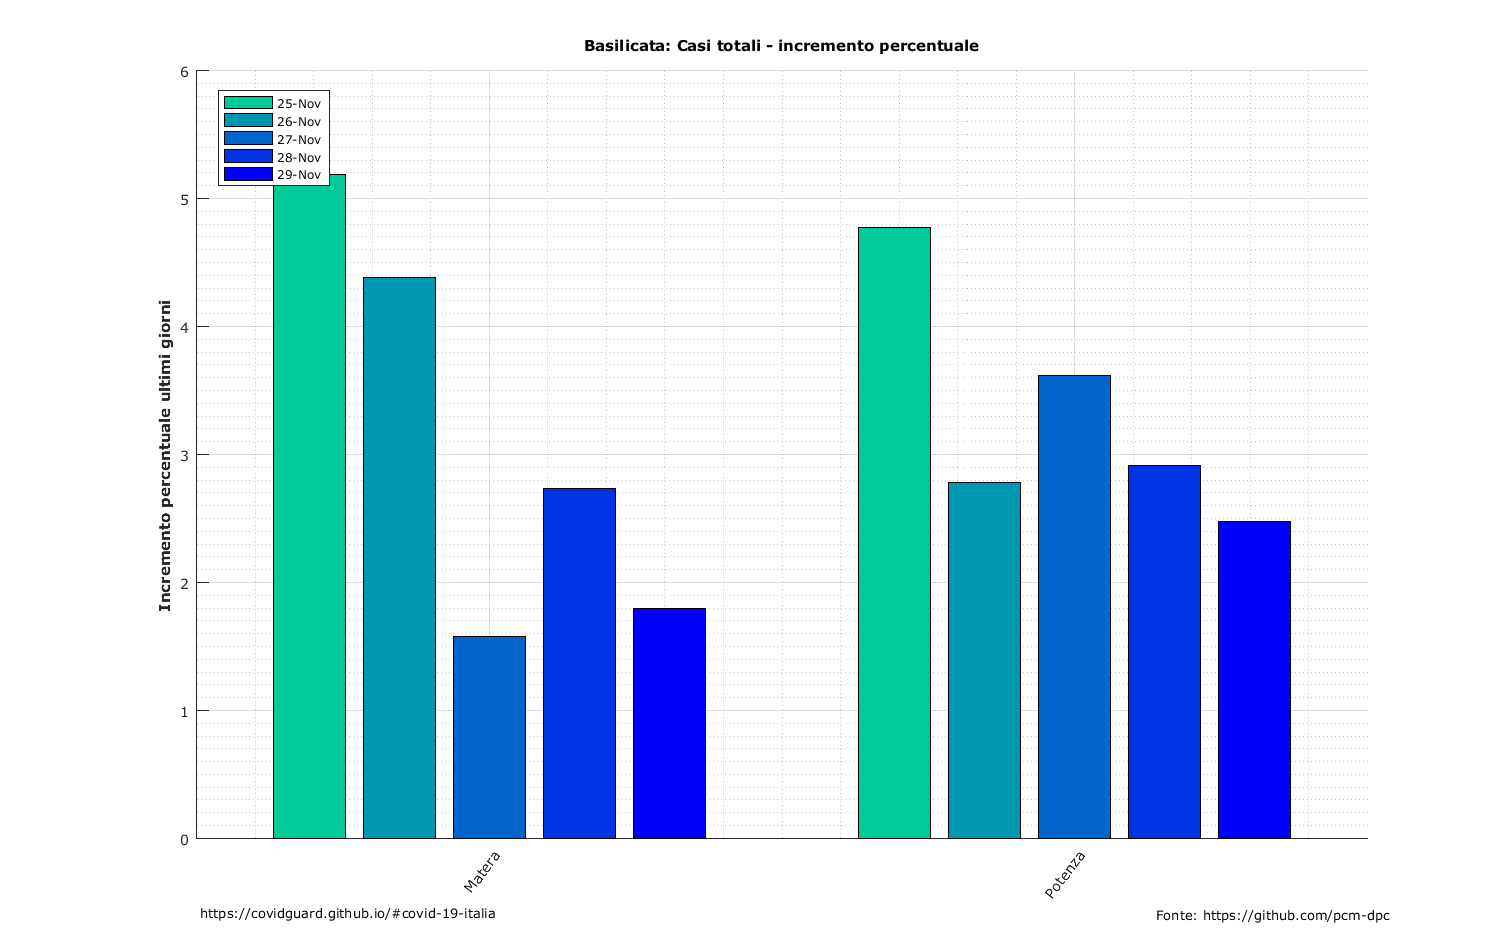 Basilicata: Casi totali - incremento percentuale
6
5
4
3
2
1
0
Incremento percentuale ultimi giorni
25-Nov
26-Nov
27-Nov
28-Nov
29-Nov
Matera
Potenza
https://covidguard.github.io/#covid-19-italia
Fonte: https://github.com/pcm-dpc